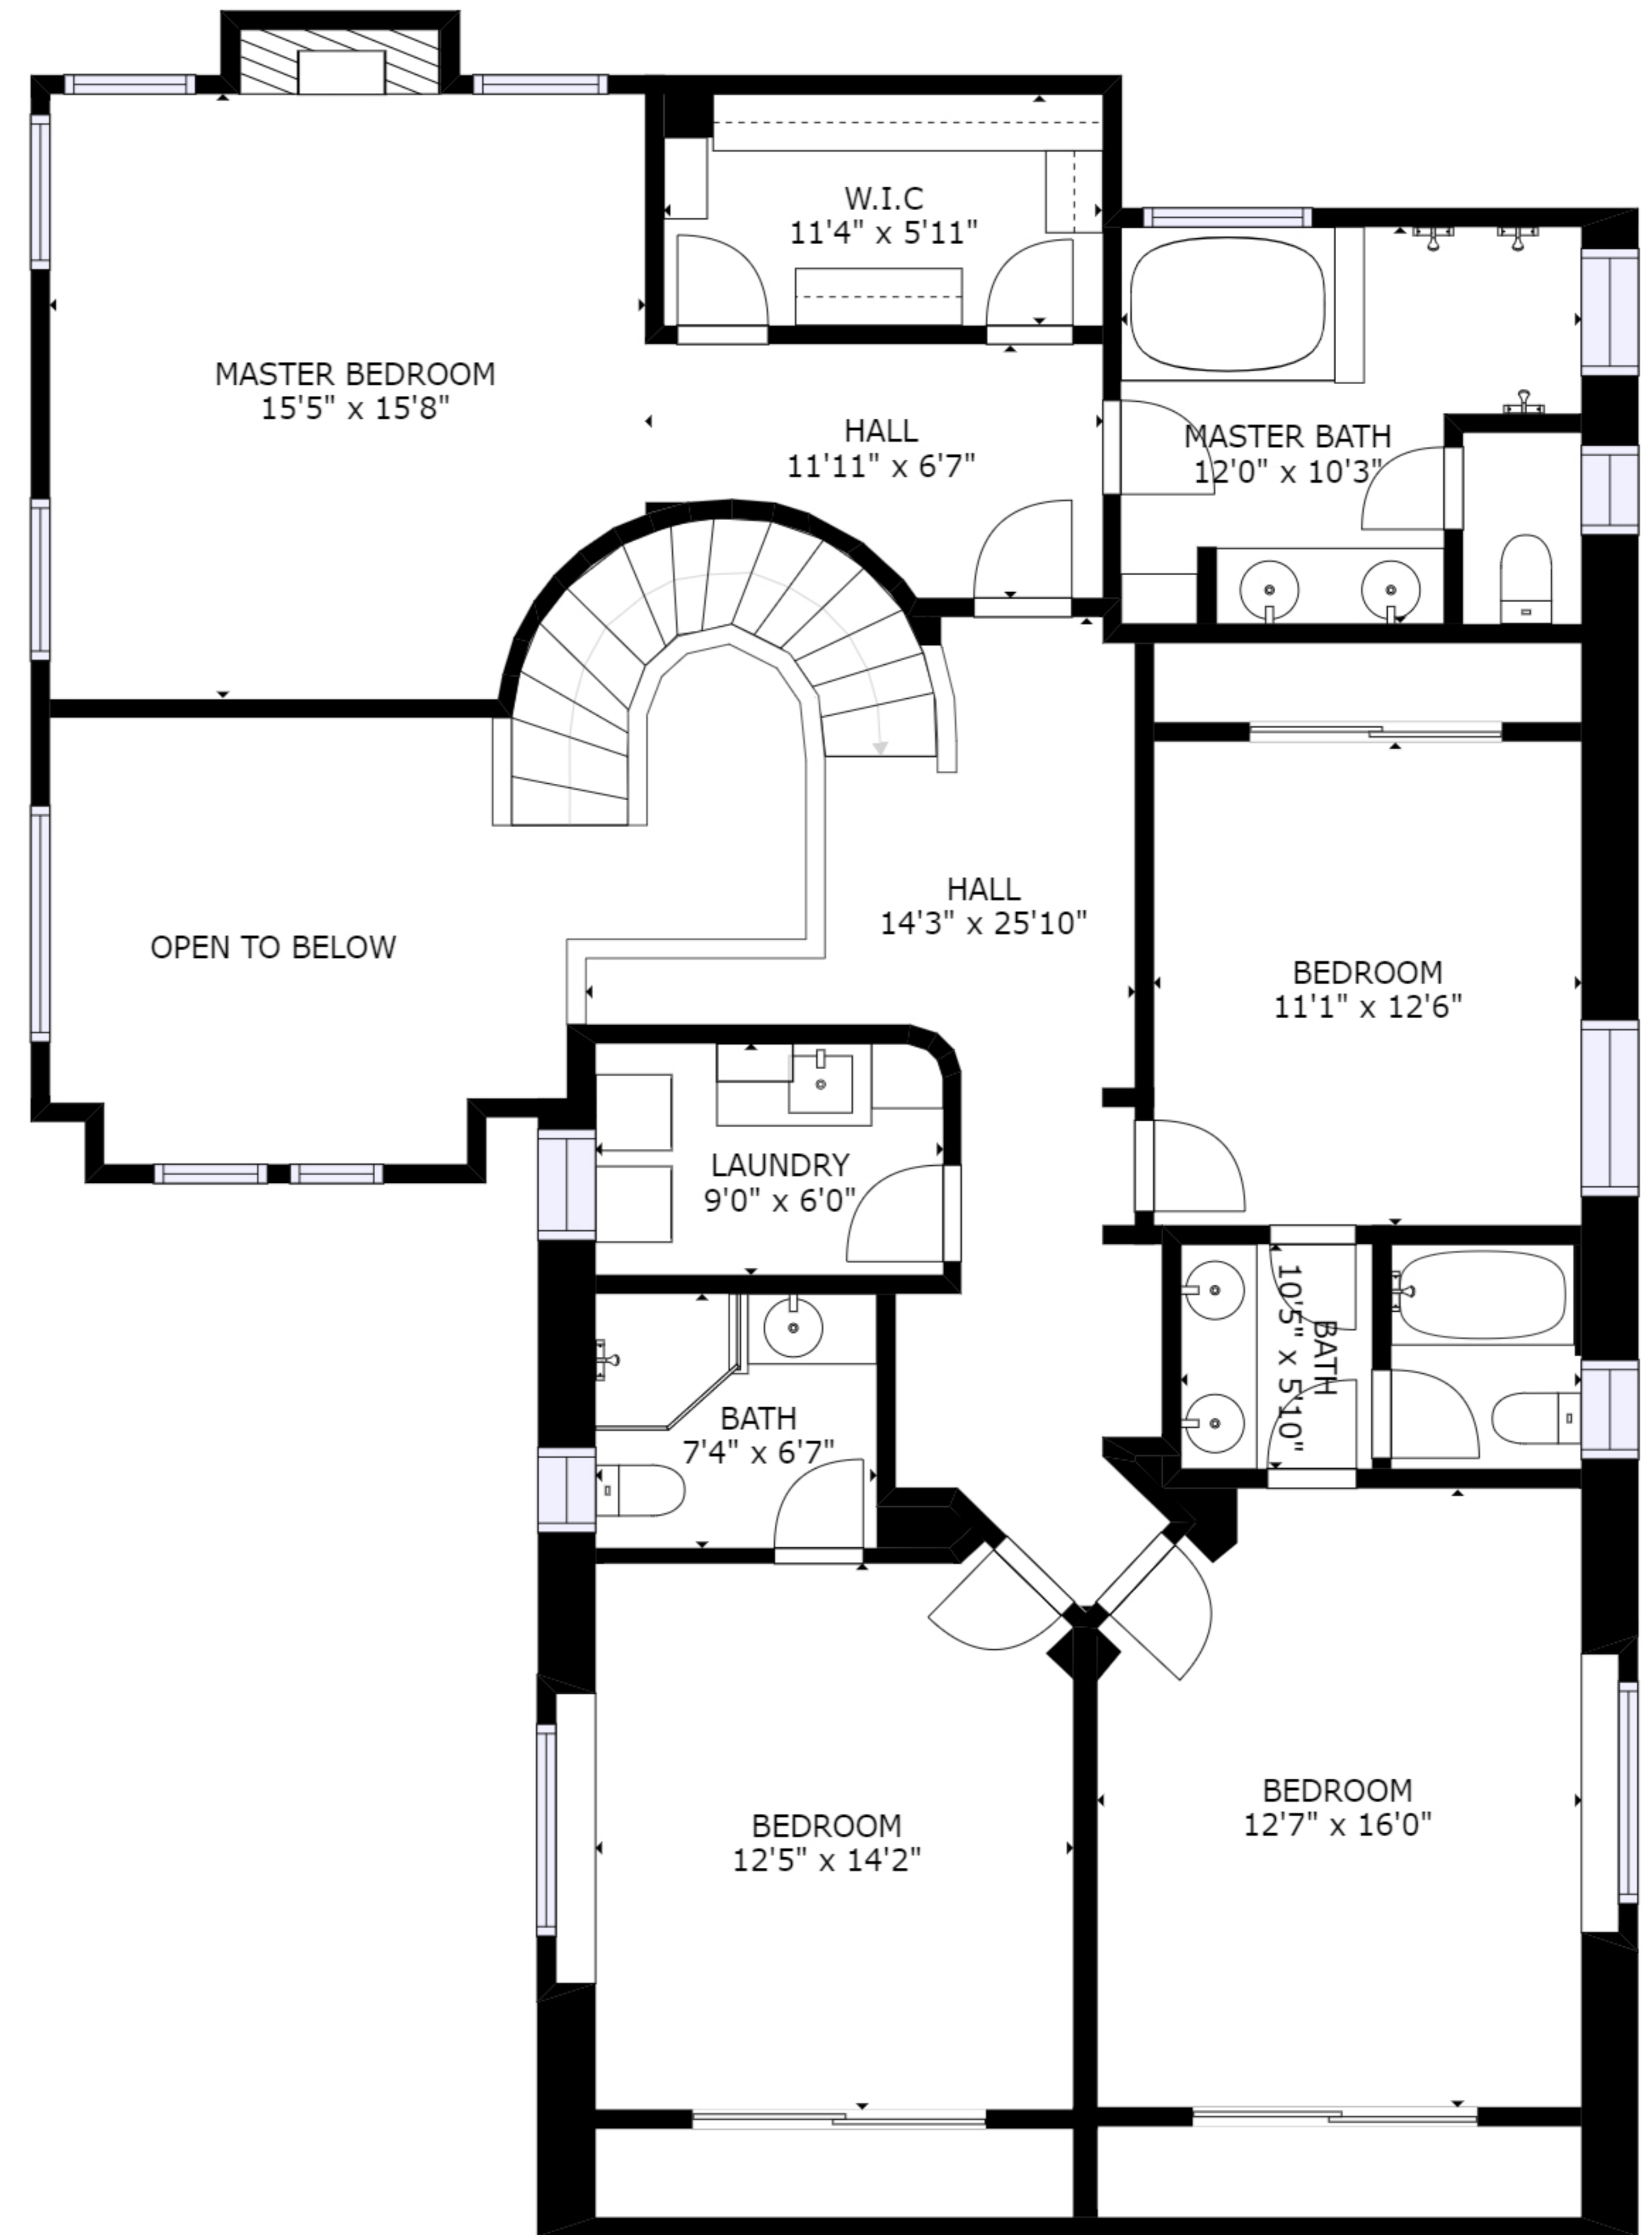 W.I.C
11'4" x 5'11"
MASTER BEDROOM
15'5" x 15'8"
HALL
11'11" x 6'7"
MASTER BATH
12'0" x 10'3"
HALL
14'3" x 25'10"
OPEN TO BELOW
BEDROOM
11'1" x 12'6"
LAUNDRY
9'0" x 6'0"
BATH
10'5" x 5'10"
BATH
7'4" x 6'7"
BEDROOM
12'7" x 16'0"
BEDROOM
12'5" x 14'2"